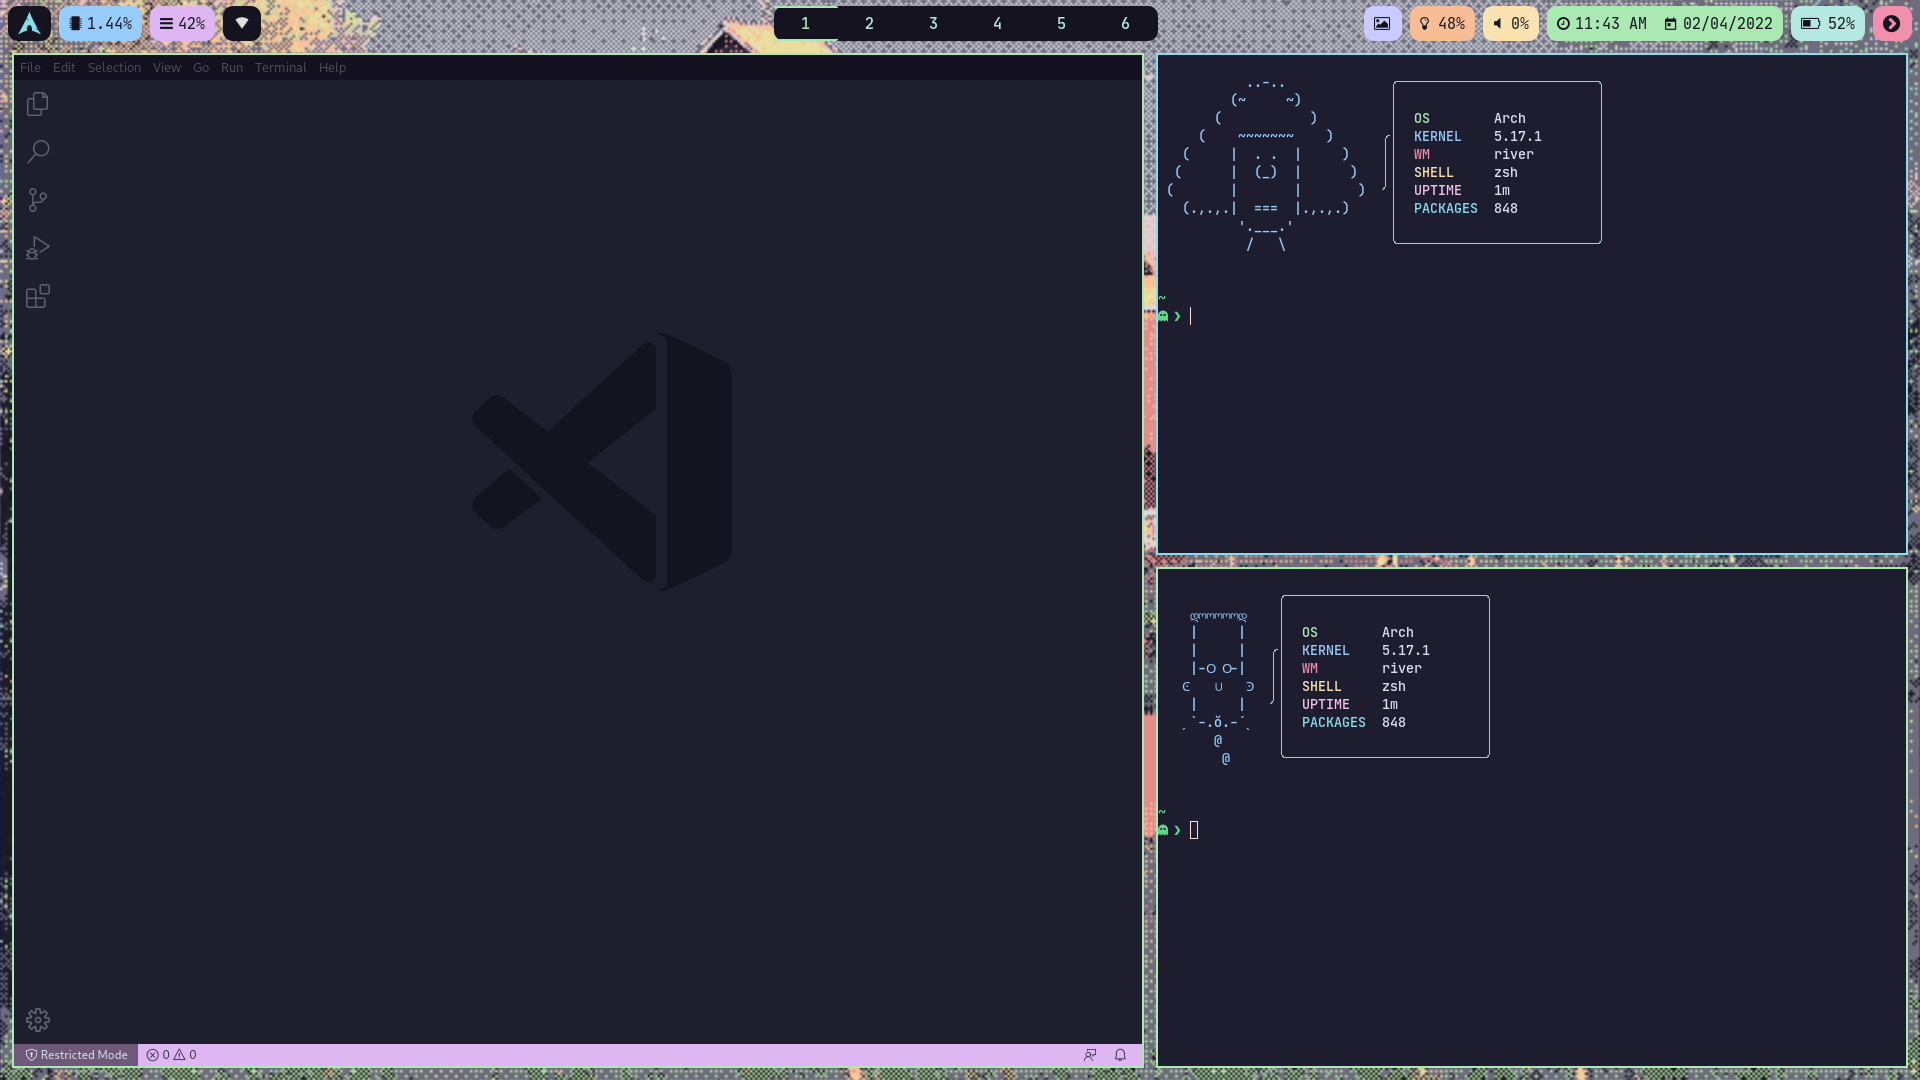 1.44%
42%
1 2 3 4 5 6
48%
0%
11:43 AM 02/04/2022
52%
File Edit Selection View Go Run Terminal Help
OS Arch
KERNEL 5.17.1
WM river
SHELL zsh
UPTIME 1m
PACKAGES 848
~
❯
OS Arch
KERNEL 5.17.1
WM river
SHELL zsh
UPTIME 1m
PACKAGES 848
~
❯
Restricted Mode 0 0